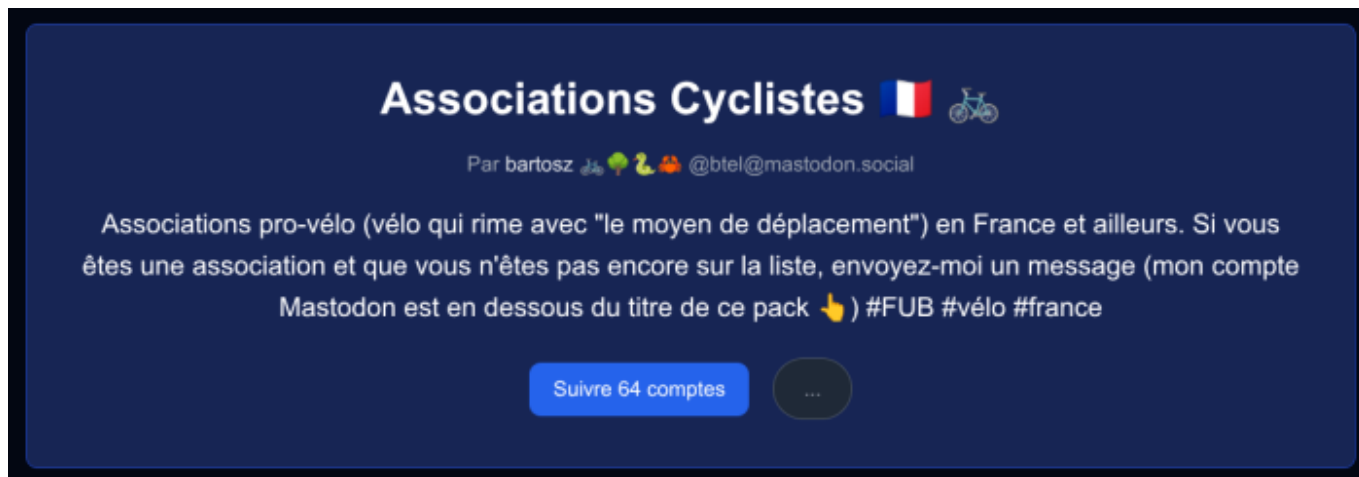 Associations Cyclistes 🇫🇷 🚲
Par bartosz 🚲🌳🐍🦀 @btel@mastodon.social
Associations pro-vélo (vélo qui rime avec "le moyen de déplacement") en France et ailleurs. Si vous
êtes une association et que vous n'êtes pas encore sur la liste, envoyez-moi un message (mon compte
Mastodon est en dessous du titre de ce pack 👆) #FUB #vélo #france
Suivre 64 comptes
...